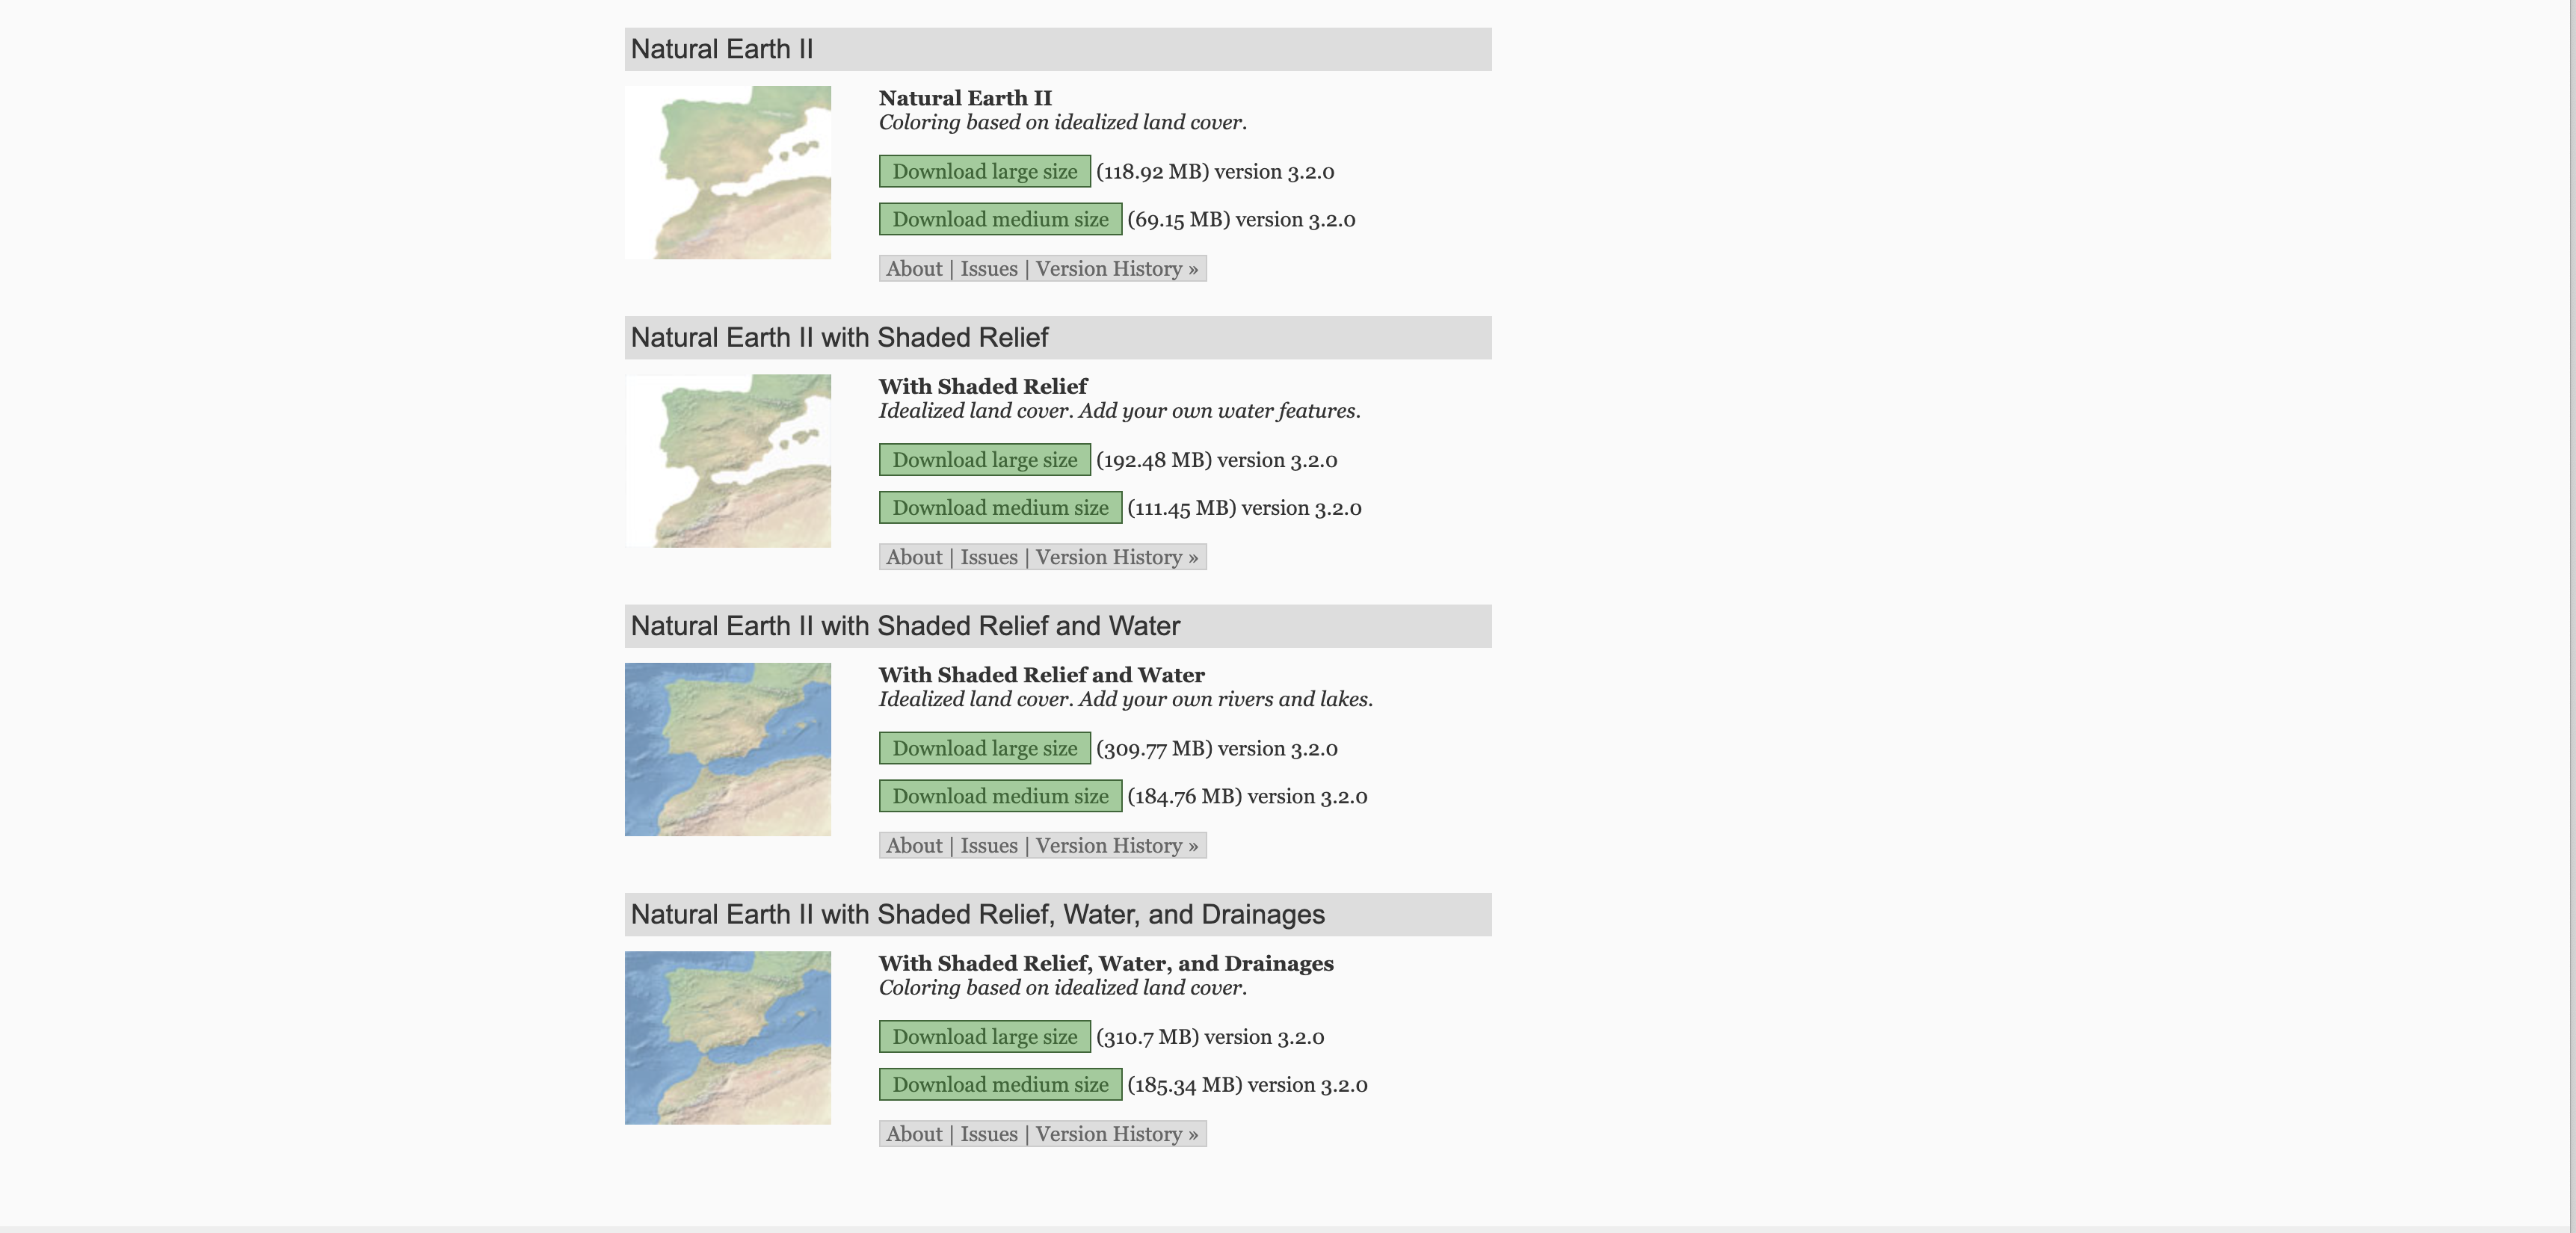 Natural Earth II
Natural Earth II
Coloring based on idealized land cover.
Download large size (118.92 MB) version 3.2.0
Download medium size (69.15 MB) version 3.2.0
About | Issues | Version History »
Natural Earth II with Shaded Relief
With Shaded Relief
Idealized land cover. Add your own water features.
Download large size (192.48 MB) version 3.2.0
Download medium size (111.45 MB) version 3.2.0
About | Issues | Version History »
Natural Earth II with Shaded Relief and Water
With Shaded Relief and Water
Idealized land cover. Add your own rivers and lakes.
Download large size (309.77 MB) version 3.2.0
Download medium size (184.76 MB) version 3.2.0
About | Issues | Version History »
Natural Earth II with Shaded Relief, Water, and Drainages
With Shaded Relief, Water, and Drainages
Coloring based on idealized land cover.
Download large size (310.7 MB) version 3.2.0
Download medium size (185.34 MB) version 3.2.0
About | Issues | Version History »